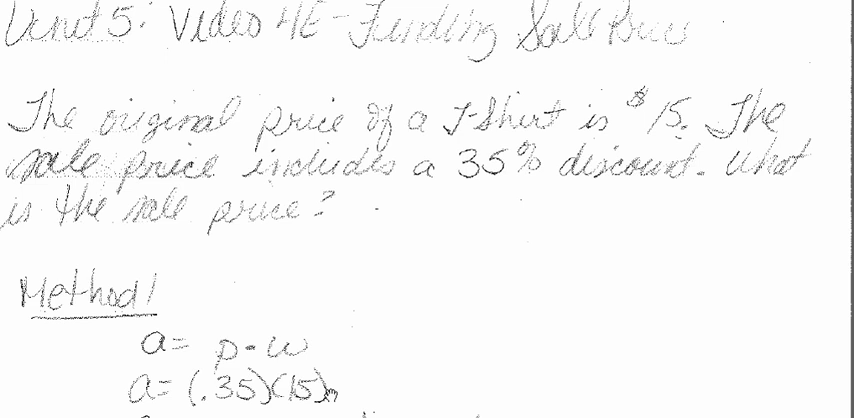 Unit 5: Video 4E - Finding Sale Price
The original price of a T-Shirt is $15. The
sale price includes a 35% discount. What
is the sale price?
Method 1
a = p · w
a = (.35)(15)